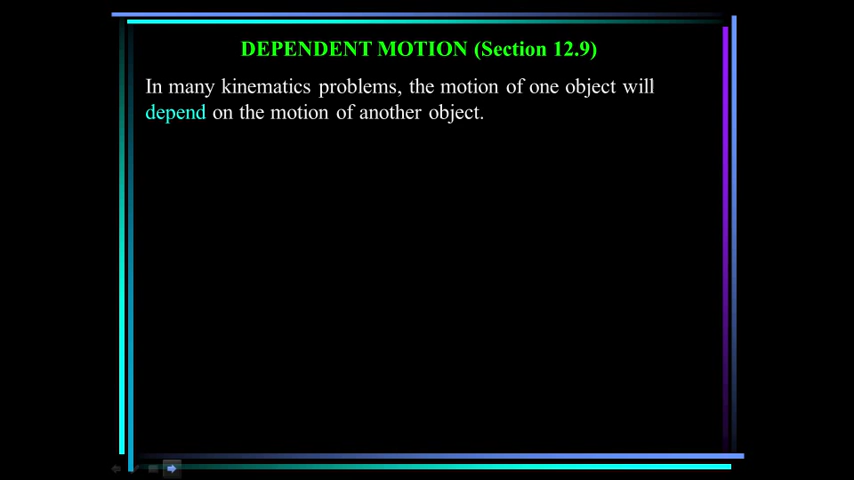 DEPENDENT MOTION (Section 12.9)
In many kinematics problems, the motion of one object will
depend on the motion of another object.